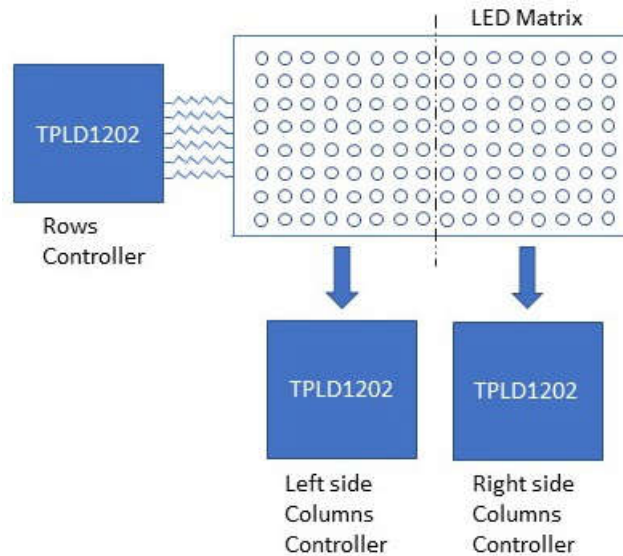 LED Matrix
TPLD1202
Rows
Controller
TPLD1202
TPLD1202
Left side
Columns
Controller
Right side
Columns
Controller